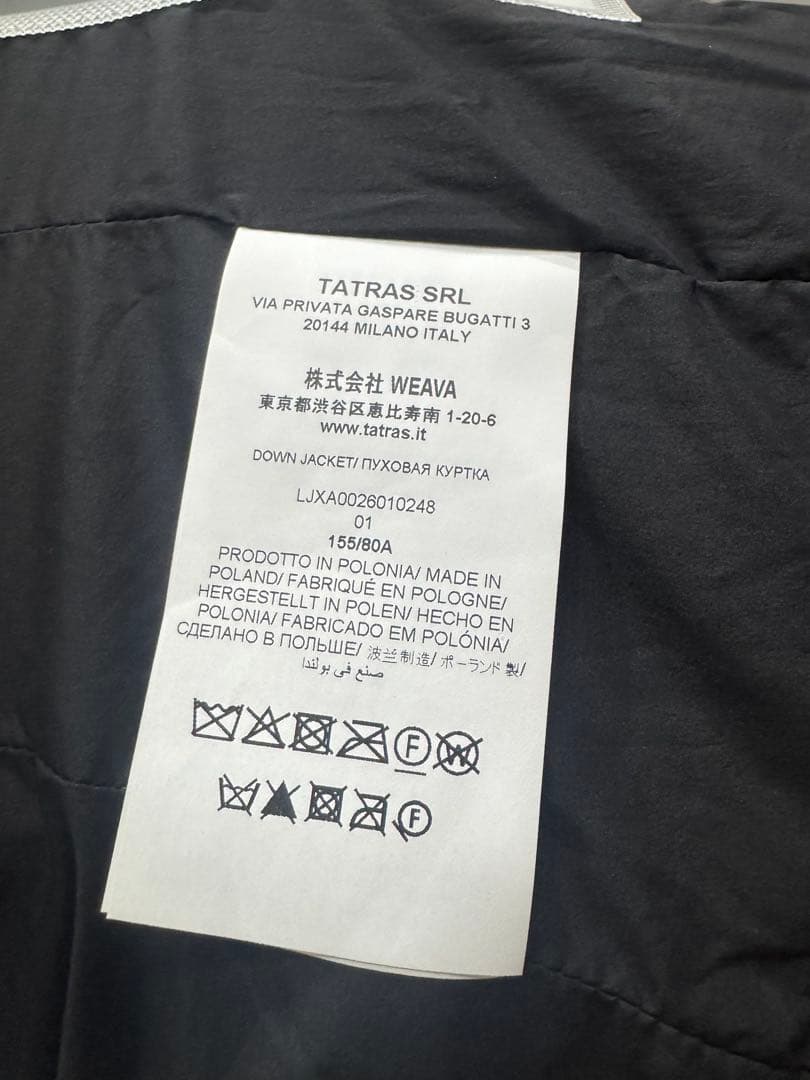 TATRAS SRL
VIA PRIVATA GASPARE BUGATTI 3
20144 MILANO ITALY
株式会社 WEAVA
東京都渋谷区恵比寿南 1-20-6
www.tatras.it
DOWN JACKET/ ПУХОВАЯ КУРТКА
LJXA0026010248
01
155/80A
PRODOTTO IN POLONIA/ MADE IN
POLAND/ FABRIQUÉ EN POLOGNE/
HERGESTELLT IN POLEN/ HECHO EN
POLONIA/ FABRICADO EM POLÓNIA/
СДЕЛАНО В ПОЛЬШЕ/ 波兰制造/ ポーランド製/
صنع في بولندا
F W
F